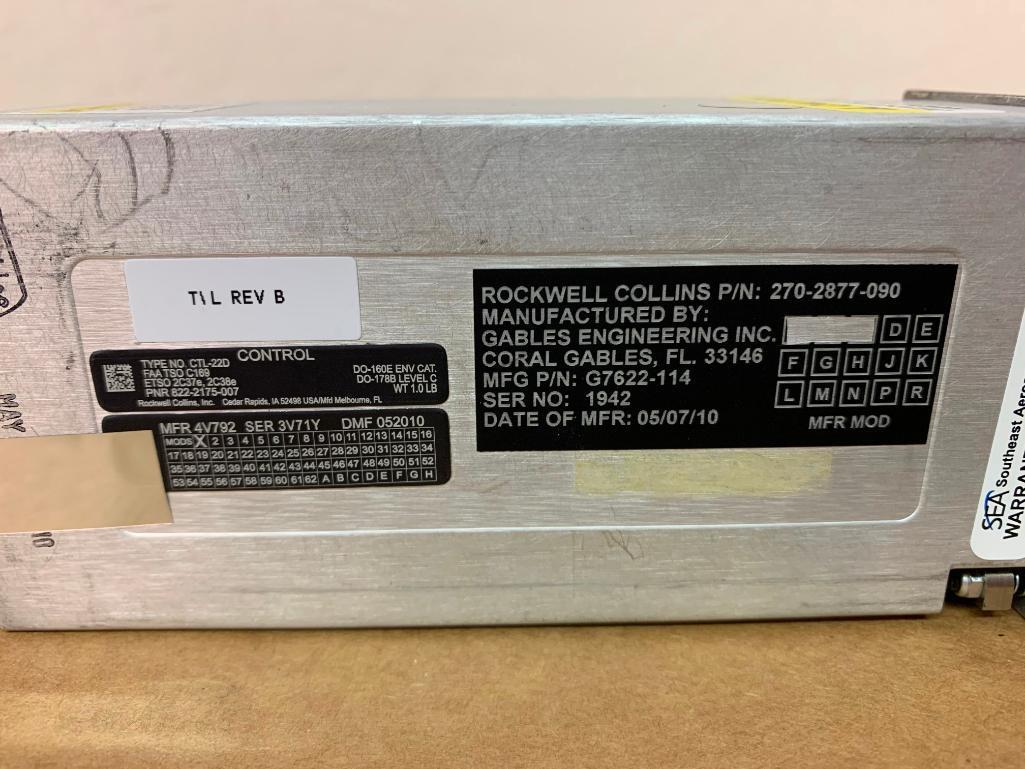 TYL REV B
CONTROL
TYPE NO. CTL-22D
FAA TSO C169
ETSO 2C37e, 2C38e
PNR 822-2175-007
DO-160E ENV CAT.
DO-178B LEVEL C
WT 1.0 LB
Rockwell Collins, Inc. Cedar Rapids, IA 52498 USA/Mfd Melbourne, FL
MFR 4V792 SER 3V71Y DMF 052010
MODS X 2 3 4 5 6 7 8 9 10 11 12 13 14 15 16
17 18 19 20 21 22 23 24 25 26 27 28 29 30 31 32 33 34
35 36 37 38 39 40 41 42 43 44 45 46 47 48 49 50 51 52
53 54 55 56 57 58 59 60 61 62 A B C D E F G H
ROCKWELL COLLINS P/N: 270-2877-090
MANUFACTURED BY:
GABLES ENGINEERING INC.
CORAL GABLES, FL. 33146
MFG P/N: G7622-114
SER NO: 1942
DATE OF MFR: 05/07/10
D E
F G H J K
L M N P R
MFR MOD
MAY
SEA Southeast Aero